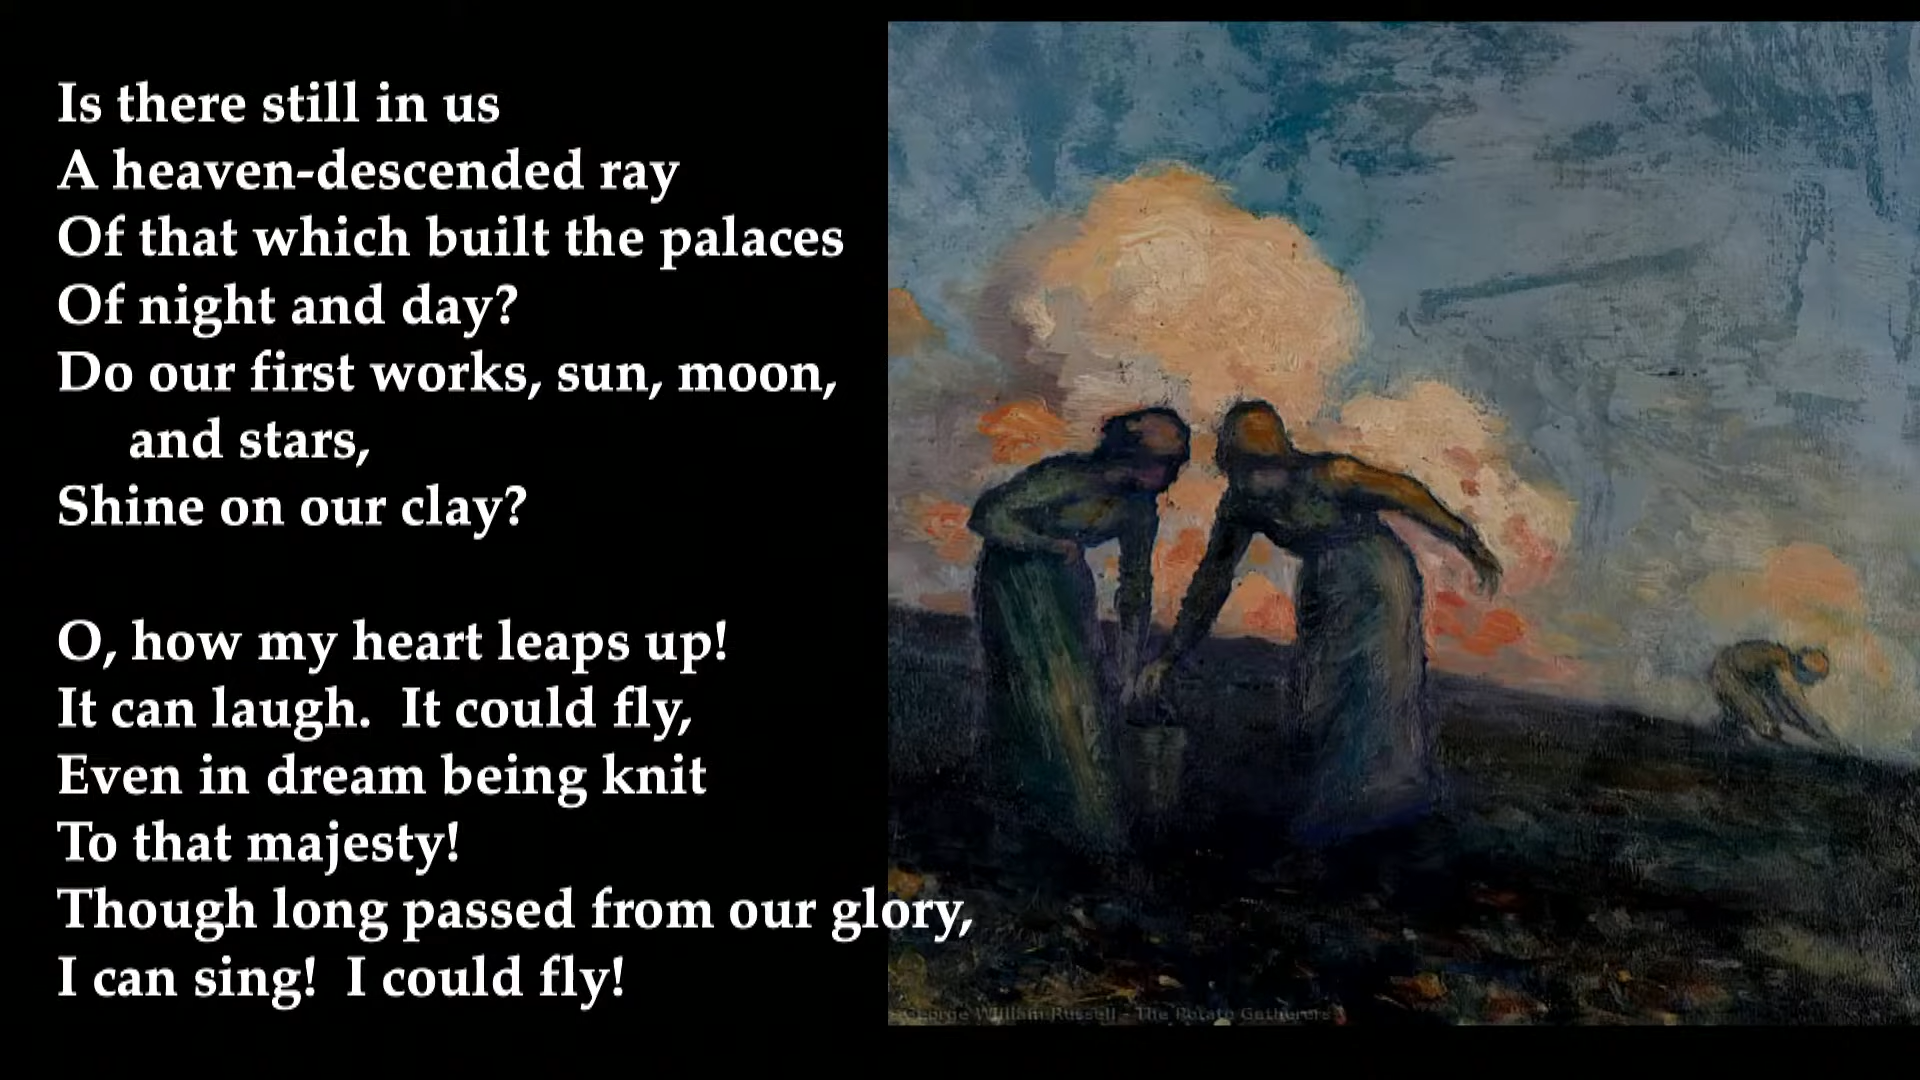 Is there still in us
A heaven-descended ray
Of that which built the palaces
Of night and day?
Do our first works, sun, moon,
and stars,
Shine on our clay?
O, how my heart leaps up!
It can laugh.  It could fly,
Even in dream being knit
To that majesty!
Though long passed from our glory,
I can sing!  I could fly!
George William Russell - The Potato Gatherers